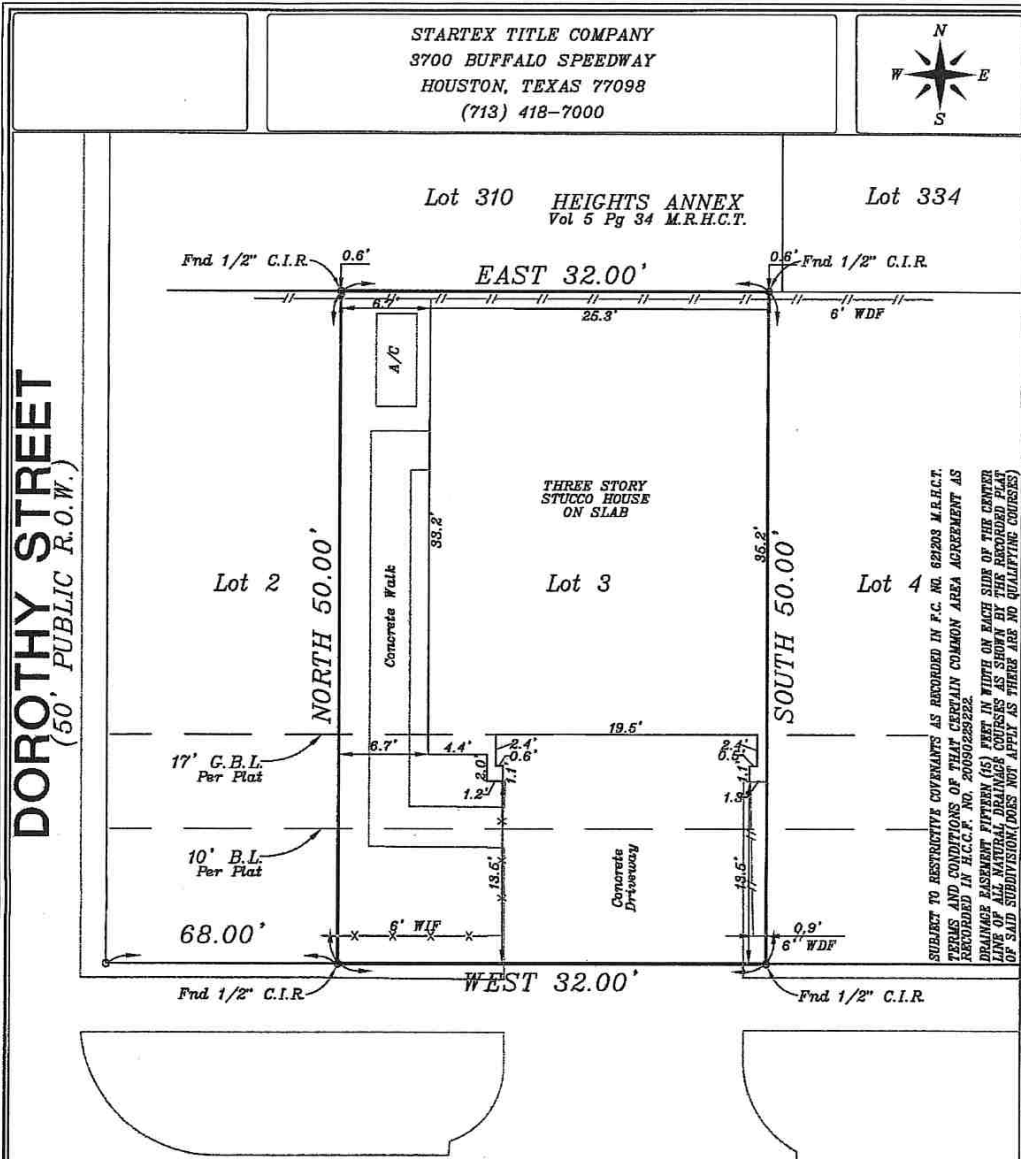 STARTEX TITLE COMPANY
3700 BUFFALO SPEEDWAY
HOUSTON, TEXAS 77098
(713) 418-7000
N
W E
S
Lot 310
HEIGHTS ANNEX
Vol 5 Pg 34 M.R.H.C.T.
Lot 334
Fnd 1/2" C.I.R.
0.6'
EAST 32.00'
0.6'
Fnd 1/2" C.I.R.
6.7'
25.3'
6' WDF
A/C
DOROTHY STREET
(50' PUBLIC R.O.W.)
THREE STORY
STUCCO HOUSE
ON SLAB
33.2'
35.2'
Lot 2
NORTH 50.00'
Concrete Walk
Lot 3
SOUTH 50.00'
Lot 4
SUBJECT TO RESTRICTIVE COVENANTS AS RECORDED IN F.C. NO. 621203 M.R.H.C.T.
TERMS AND CONDITIONS OF THAT CERTAIN COMMON AREA AGREEMENT AS
RECORDED IN H.C.C.F. NO. 20090229222.
DRAINAGE EASEMENT FIFTEEN (15) FEET IN WIDTH ON EACH SIDE OF THE CENTER
LINE OF ALL NATURAL DRAINAGE COURSES AS SHOWN BY THE RECORDED PLAT
OF SAID SUBDIVISION.(DOES NOT APPLY AS THERE ARE NO QUALIFYING COURSES)
17' G.B.L.
Per Plat
6.7'
4.4'
19.5'
2.4'
0.6'
2.0'
1.1'
1.2'
2.4'
0.6'
1.1'
1.3'
10' B.L.
Per Plat
13.5'
Concrete
Driveway
13.5'
68.00'
6' WIF
0.9'
6' WDF
Fnd 1/2" C.I.R.
WEST 32.00'
Fnd 1/2" C.I.R.